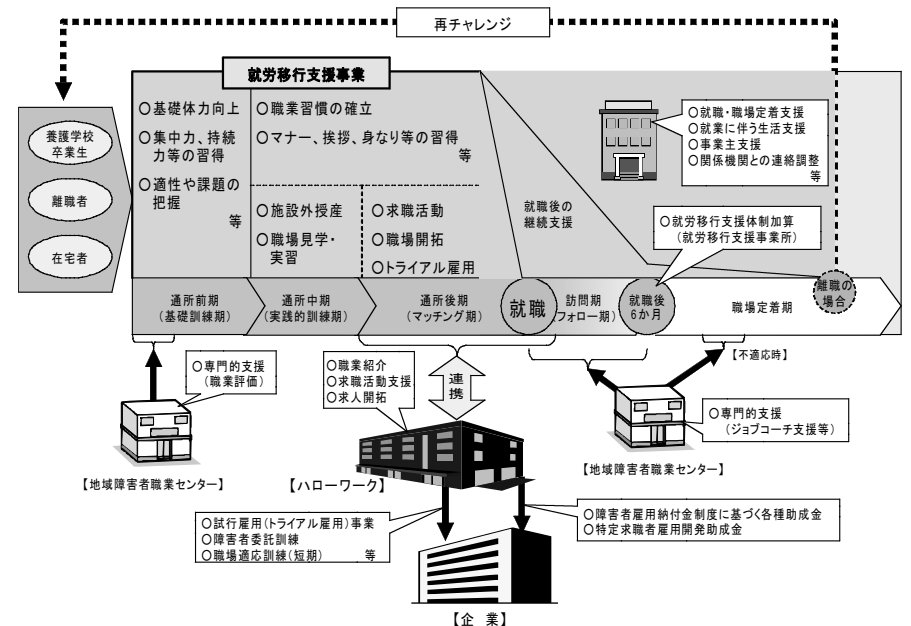 再チャレンジ
就労移行支援事業
養護学校
卒業生
離職者
在宅者
○基礎体力向上
○集中力、持続
力等の習得
○適性や課題の
把握
等
○職業習慣の確立
○マナー、挨拶、身なり等の習得
等
○施設外授産
○職場見学・
実習
○求職活動
○職場開拓
○トライアル雇用
就職後の
継続支援
○就職・職場定着支援
○就業に伴う生活支援
○事業主支援
○関係機関との連絡調整
等
○就労移行支援体制加算
(就労移行支援事業所)
通所前期
(基礎訓練期)
通所中期
(実践的訓練期)
通所後期
(マッチング期)
就職
訪問期
(フォロー期)
就職後
6か月
職場定着期
離職の
場合
○専門的支援
(職業評価)
【地域障害者職業センター】
○職業紹介
○求職活動支援
○求人開拓
連
携
【ハローワーク】
【不適応時】
○専門的支援
(ジョブコーチ支援等)
【地域障害者職業センター】
○試行雇用(トライアル雇用)事業
○障害者委託訓練
○職場適応訓練(短期) 等
○障害者雇用納付金制度に基づく各種助成金
○特定求職者雇用開発助成金
【企 業】